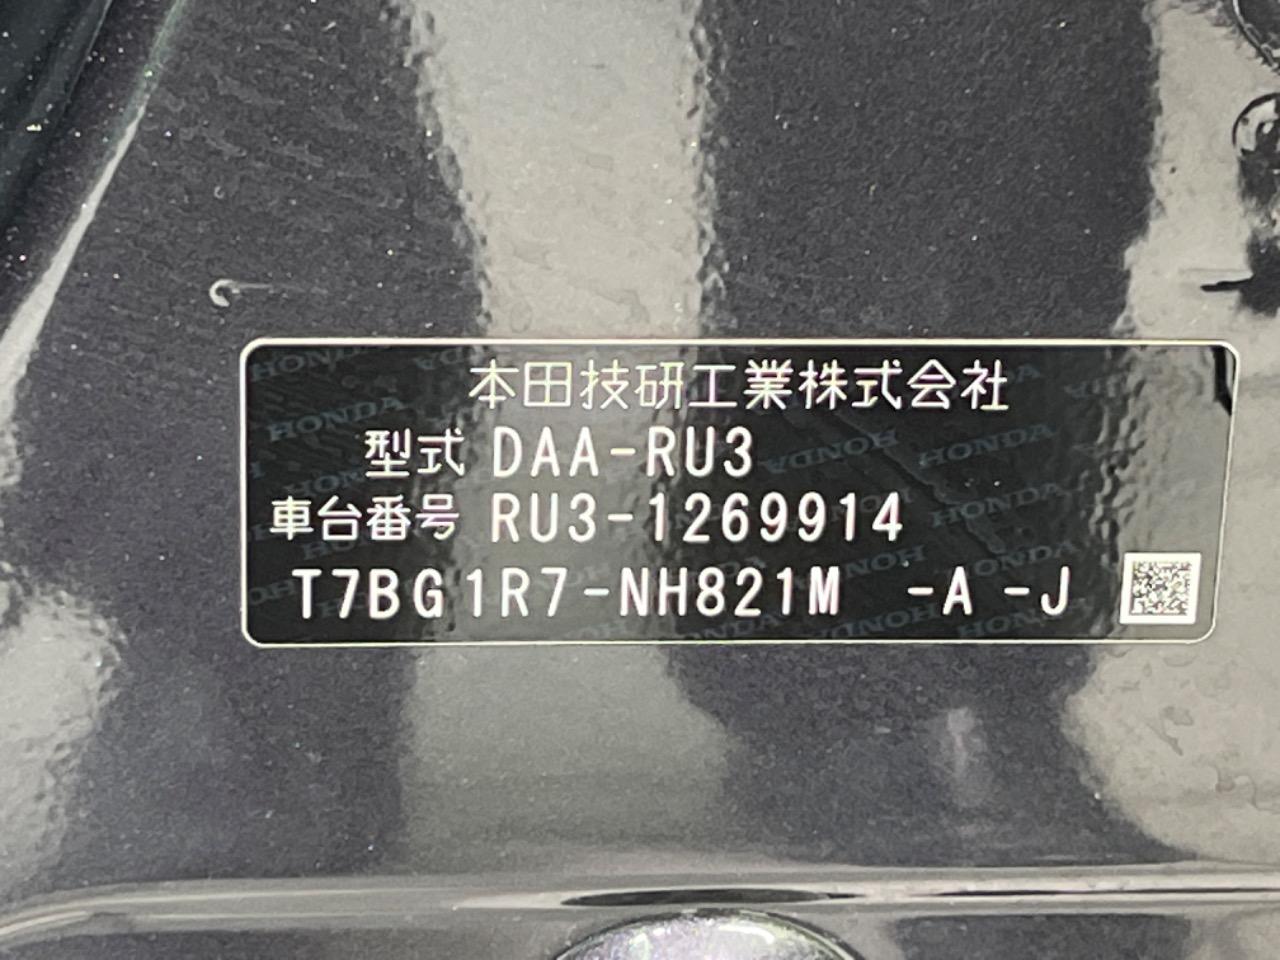 本田技研工業株式会社
型式 DAA-RU3
車台番号 RU3-1269914
T7BG1R7-NH821M -A -J